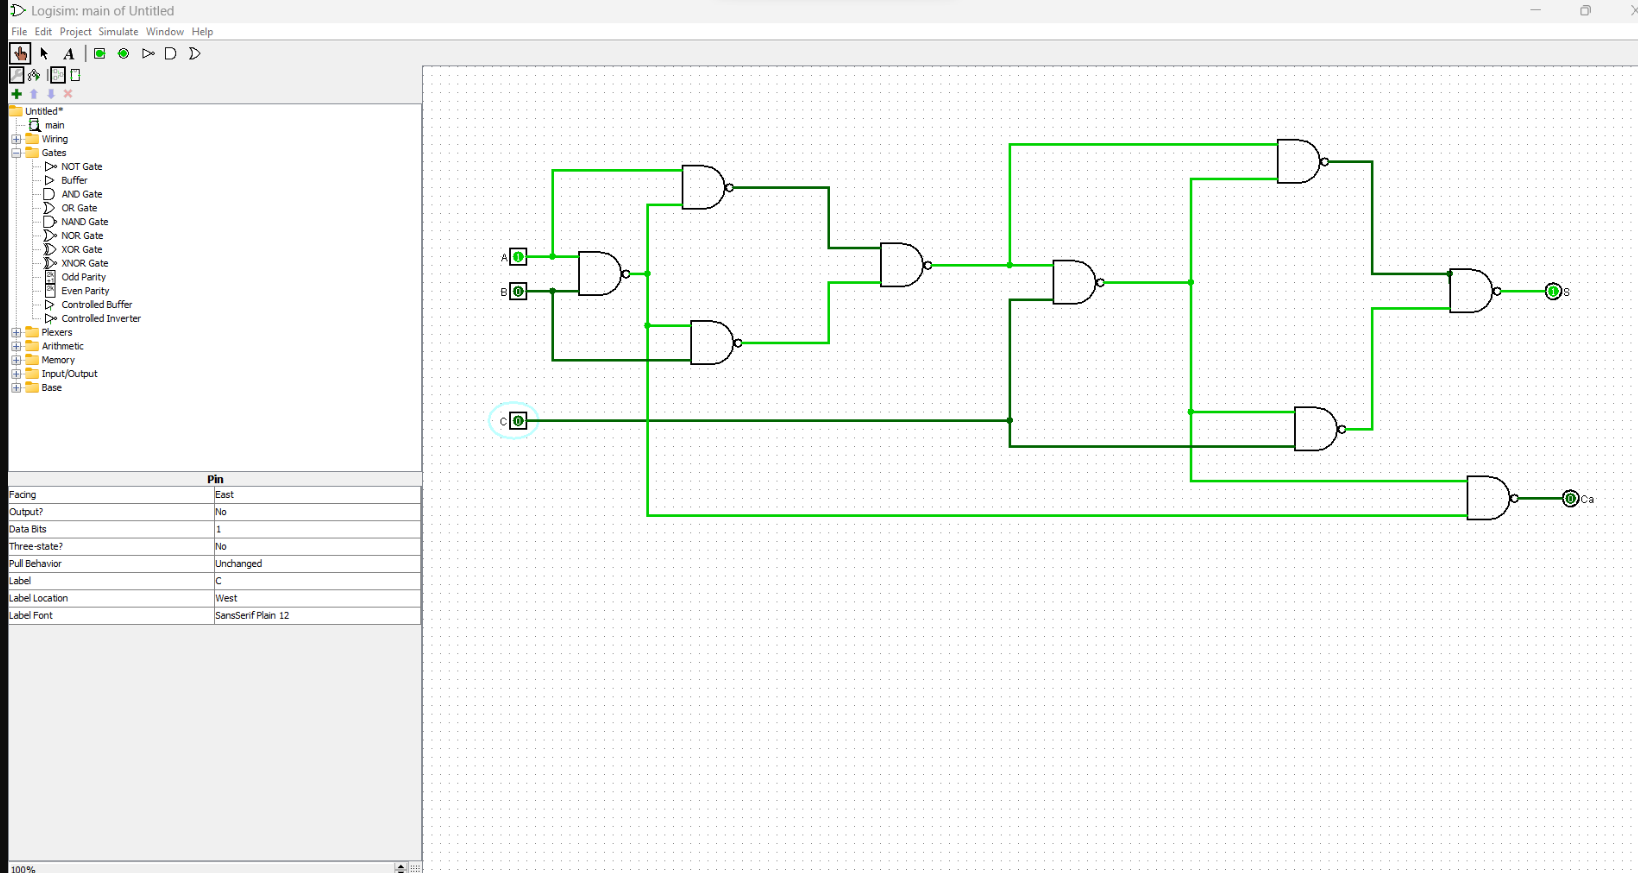 Logisim: main of Untitled
File Edit Project Simulate Window Help
A
Untitled*
main
Wiring
Gates
NOT Gate
Buffer
AND Gate
OR Gate
NAND Gate
NOR Gate
XOR Gate
XNOR Gate
Odd Parity
Even Parity
Controlled Buffer
Controlled Inverter
Plexers
Arithmetic
Memory
Input/Output
Base
Pin
Facing East
Output? No
Data Bits 1
Three-state? No
Pull Behavior Unchanged
Label C
Label Location West
Label Font SansSerif Plain 12
100%
A 1
B 0
C 0
1 S
0 Ca